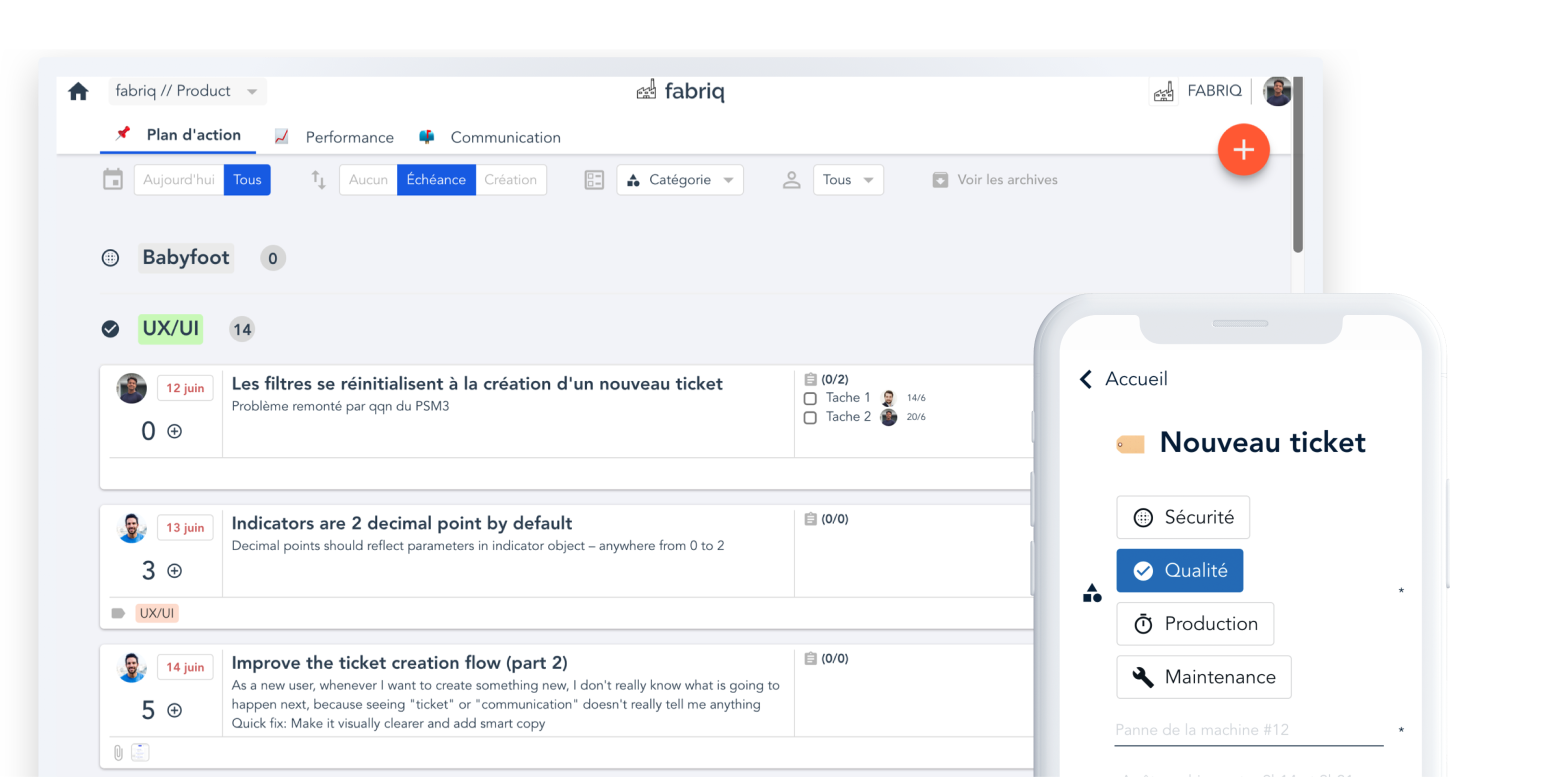 fabriq // Product
fabriq
FABRIQ
Plan d'action
Performance
Communication
Aujourd'hui
Tous
Aucun
Échéance
Création
Catégorie
Tous
Voir les archives
Babyfoot
0
UX/UI
14
12 juin
0
Les filtres se réinitialisent à la création d'un nouveau ticket
Problème remonté par qqn du PSM3
(0/2)
Tache 1 14/6
Tache 2 20/6
13 juin
3
Indicators are 2 decimal point by default
Decimal points should reflect parameters in indicator object – anywhere from 0 to 2
(0/0)
UX/UI
14 juin
5
Improve the ticket creation flow (part 2)
As a new user, whenever I want to create something new, I don't really know what is going to
happen next, because seeing "ticket" or "communication" doesn't really tell me anything
Quick fix: Make it visually clearer and add smart copy
(0/0)
Accueil
Nouveau ticket
Sécurité
Qualité
*
Production
Maintenance
Panne de la machine #12
*